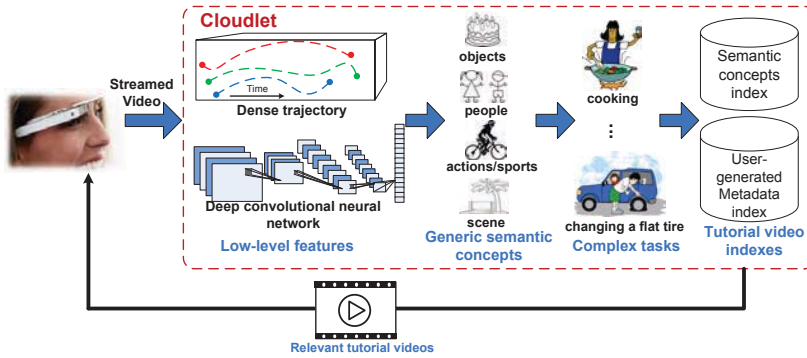 Cloudlet
Streamed
Video
Time
Dense trajectory
Deep convolutional neural
network
Low-level features
objects
people
actions/sports
scene
Generic semantic
concepts
cooking
...
changing a flat tire
Complex tasks
Semantic
concepts
index
User-
generated
Metadata
index
Tutorial video
indexes
Relevant tutorial videos